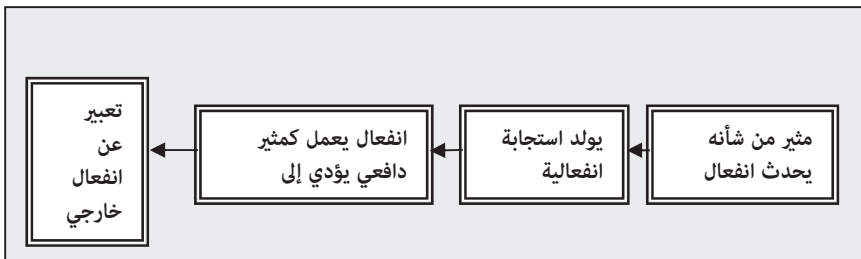 مثير من شأنه
يحدث انفعال
يولد استجابة
انفعالية
انفعال يعمل كمثير
دافعي يؤدي إلى
تعبير
عن
انفعال
خارجي